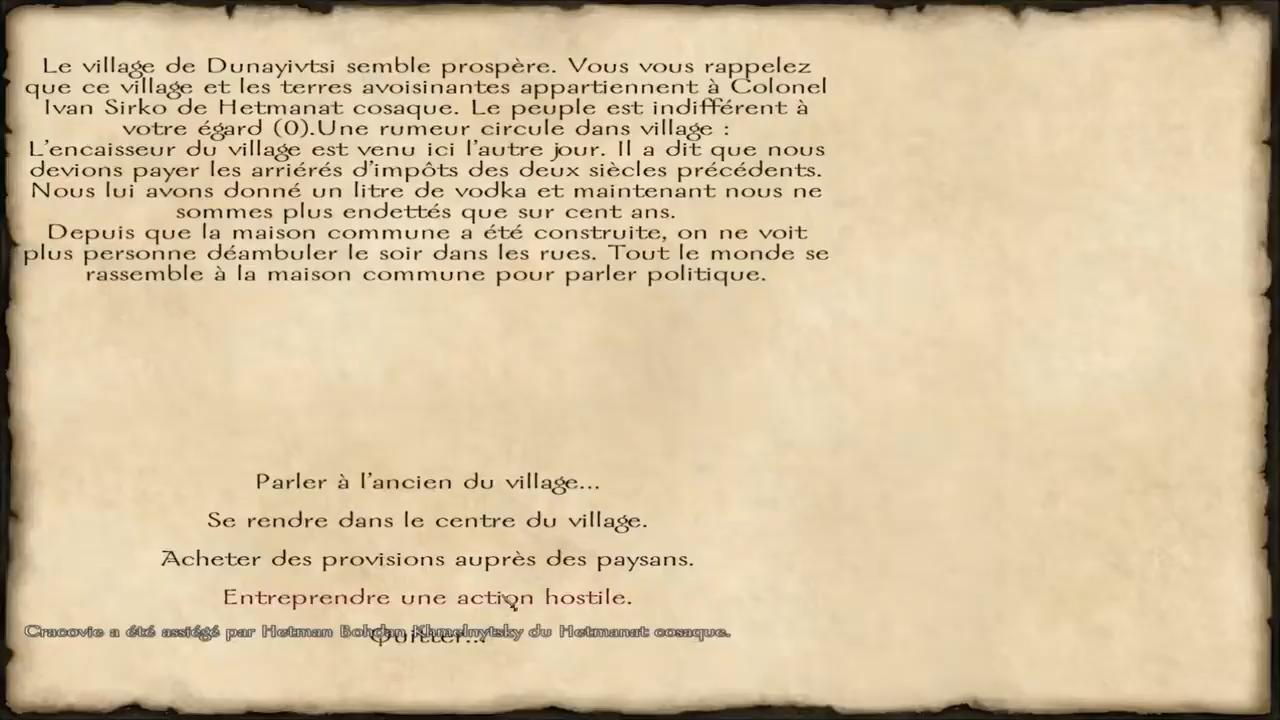 Le village de Dunayivtsi semble prospère. Vous vous rappelez
que ce village et les terres avoisinantes appartiennent à Colonel
Ivan Sirko de Hetmanat cosaque. Le peuple est indifférent à
votre égard (0).Une rumeur circule dans village :
L'encaisseur du village est venu ici l'autre jour. Il a dit que nous
devions payer les arriérés d'impôts des deux siècles précédents.
Nous lui avons donné un litre de vodka et maintenant nous ne
sommes plus endettés que sur cent ans.
Depuis que la maison commune a été construite, on ne voit
plus personne déambuler le soir dans les rues. Tout le monde se
rassemble à la maison commune pour parler politique.
Parler à l'ancien du village...
Se rendre dans le centre du village.
Acheter des provisions auprès des paysans.
Entreprendre une action hostile.
Cracovie a été assiégé par Hetman Bohdan Khmelnytsky du Hetmanat cosaque.
Quitter...